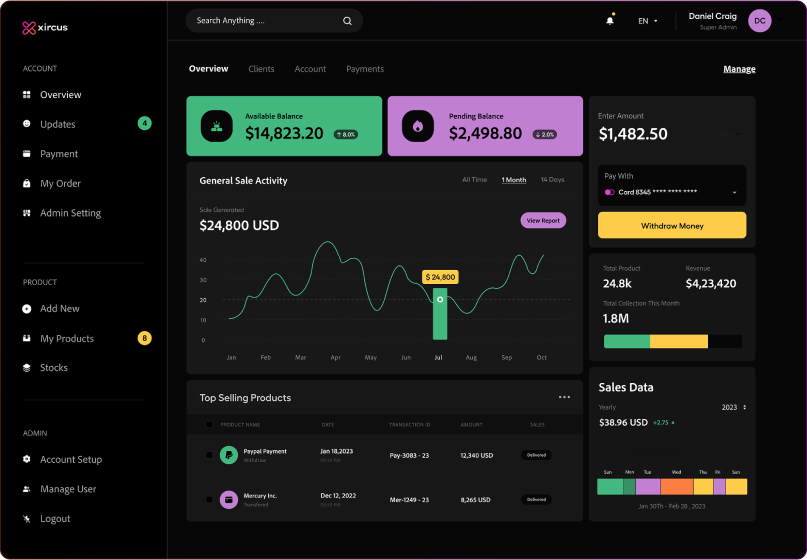 xircus
Search Anything ....
EN
Daniel Craig
Super Admin
DC
ACCOUNT
Overview
Updates
4
Payment
My Order
Admin Setting
PRODUCT
Add New
My Products
8
Stocks
ADMIN
Account Setup
Manage User
Logout
Overview
Clients
Account
Payments
Manage
Available Balance
$14,823.20
8.0%
Pending Balance
$2,498.80
2.0%
Enter Amount
$1,482.50
Pay With
Card 8345 **** **** ****
Withdraw Money
General Sale Activity
All Time
1 Month
14 Days
Sale Generated
$24,800 USD
View Report
$ 24,800
40
30
20
10
0
Jan
Feb
Mar
Apr
May
Jun
Jul
Aug
Sep
Oct
Total Product
24.8k
Revenue
$4,23,420
Total Collection This Month
1.8M
Sales Data
Yearly
2023
$38.96 USD
+2.75
Sun
Mon
Tue
Wed
Thu
Fri
Sun
Jan 30Th - Feb 28 , 2023
Top Selling Products
PRODUCT NAME
DATE
TRANSACTION ID
AMOUNT
SALES
Paypal Payment
Withdraw
Jan 18,2023
Pay-3083 - 23
12,340 USD
Delivered
Mercury Inc.
Transfered
Dec 12, 2022
Mer-1249 - 23
8,265 USD
Delivered